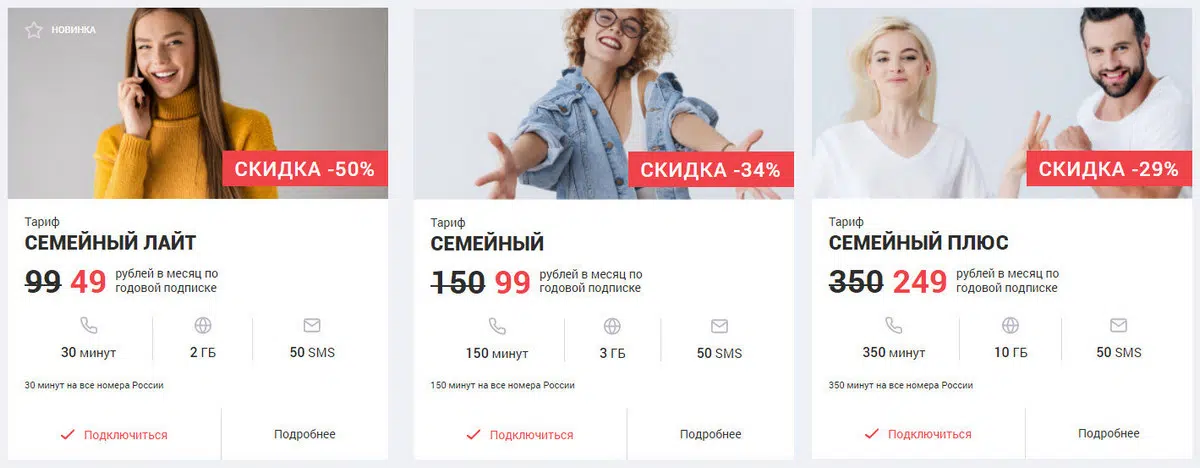 НОВИНКА
СКИДКА -50%
Тариф
СЕМЕЙНЫЙ ЛАЙТ
99 49 рублей в месяц по
годовой подписке
30 минут 2 ГБ 50 SMS
30 минут на все номера России
Подключиться Подробнее
СКИДКА -34%
Тариф
СЕМЕЙНЫЙ
150 99 рублей в месяц по
годовой подписке
150 минут 3 ГБ 50 SMS
150 минут на все номера России
Подключиться Подробнее
СКИДКА -29%
Тариф
СЕМЕЙНЫЙ ПЛЮС
350 249 рублей в месяц по
годовой подписке
350 минут 10 ГБ 50 SMS
350 минут на все номера России
Подключиться Подробнее